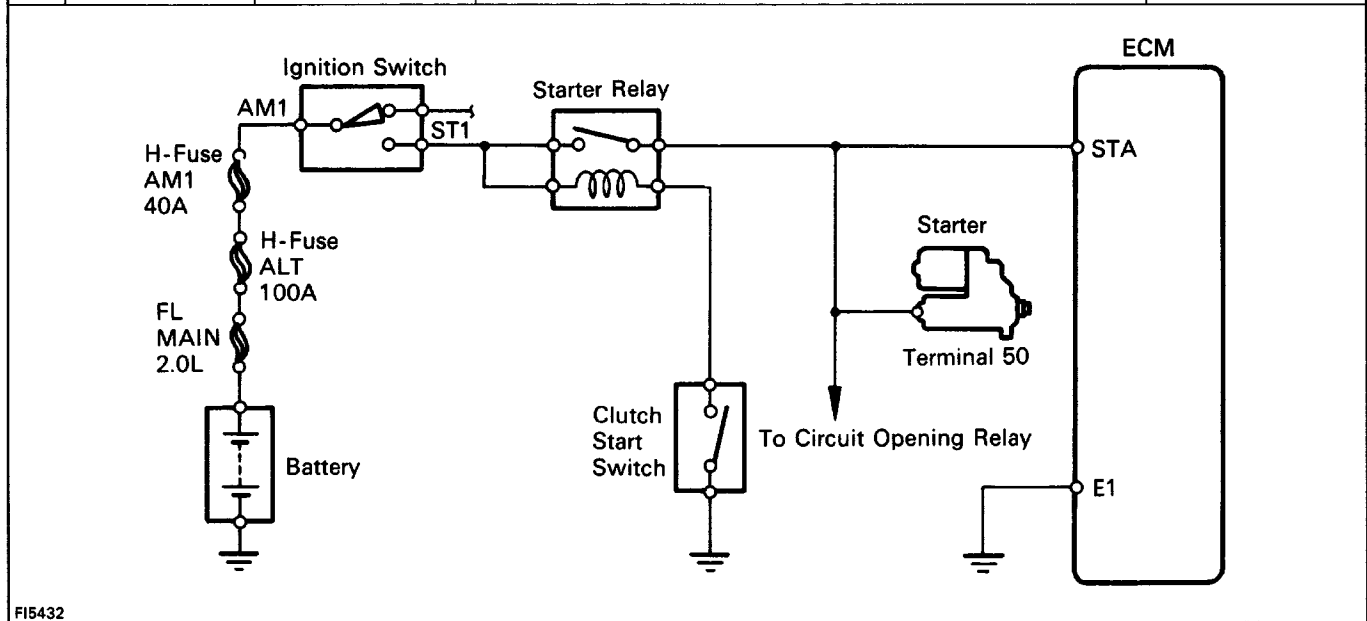 ECM
Ignition Switch
Starter Relay
AM1
ST1
STA
H-Fuse
AM1
40A
H-Fuse
ALT
100A
Starter
FL
MAIN
2.0L
Terminal 50
Clutch
Start
Switch
To Circuit Opening Relay
Battery
E1
FI5432